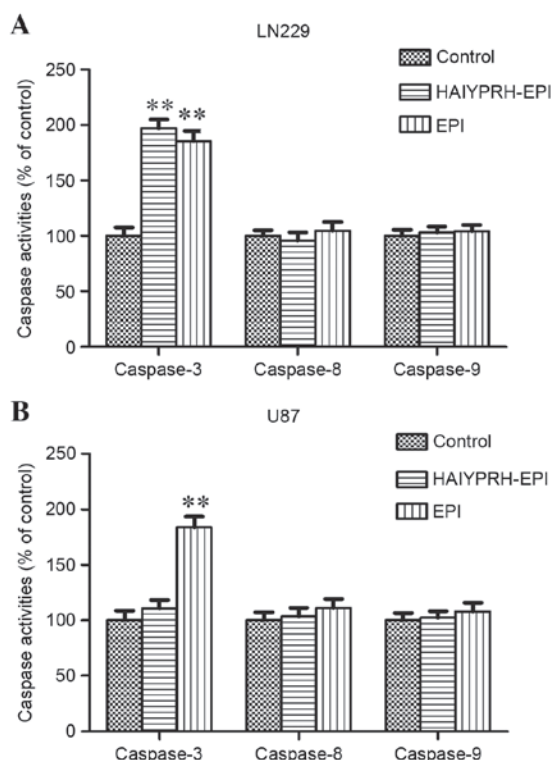 A
LN229
Control
HAIYPRH-EPI
EPI
Caspase activities (% of control)
250
200
150
100
50
0
** **
Caspase-3 Caspase-8 Caspase-9
B
U87
Control
HAIYPRH-EPI
EPI
Caspase activities (% of control)
250
200
150
100
50
0
**
Caspase-3 Caspase-8 Caspase-9